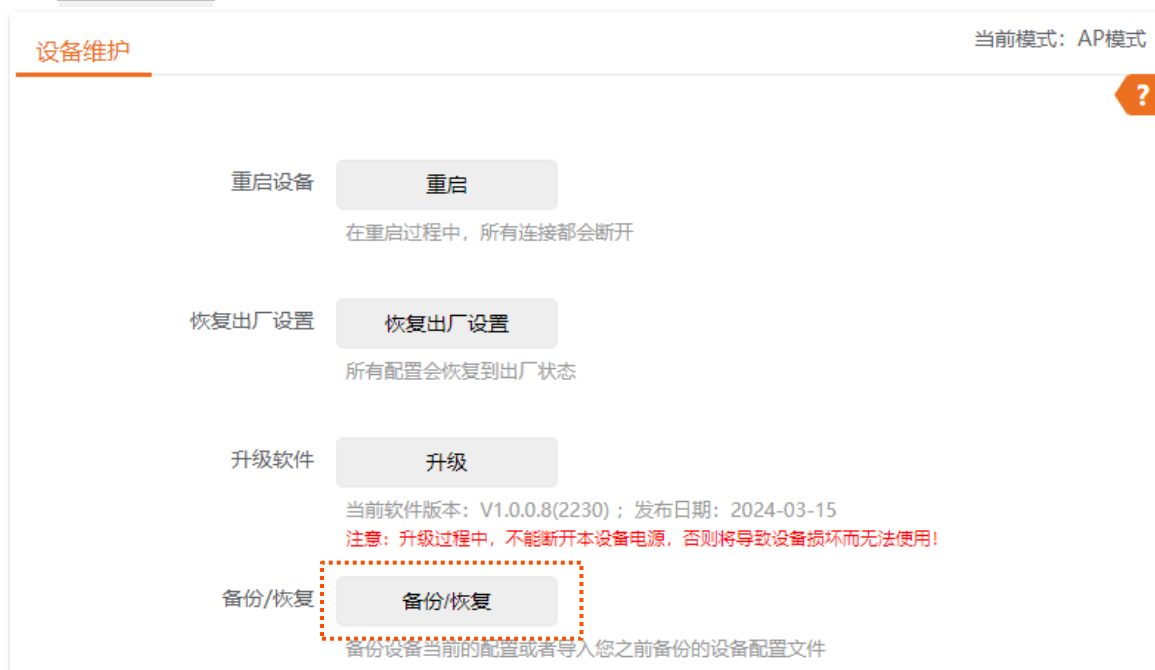 当前模式：AP模式
设备维护
?
重启设备 重启
在重启过程中，所有连接都会断开
恢复出厂设置 恢复出厂设置
所有配置会恢复到出厂状态
升级软件 升级
当前软件版本：V1.0.0.8(2230)；发布日期：2024-03-15
注意：升级过程中，不能断开本设备电源，否则将导致设备损坏而无法使用！
备份/恢复 备份/恢复
备份设备当前的配置或者导入您之前备份的设备配置文件